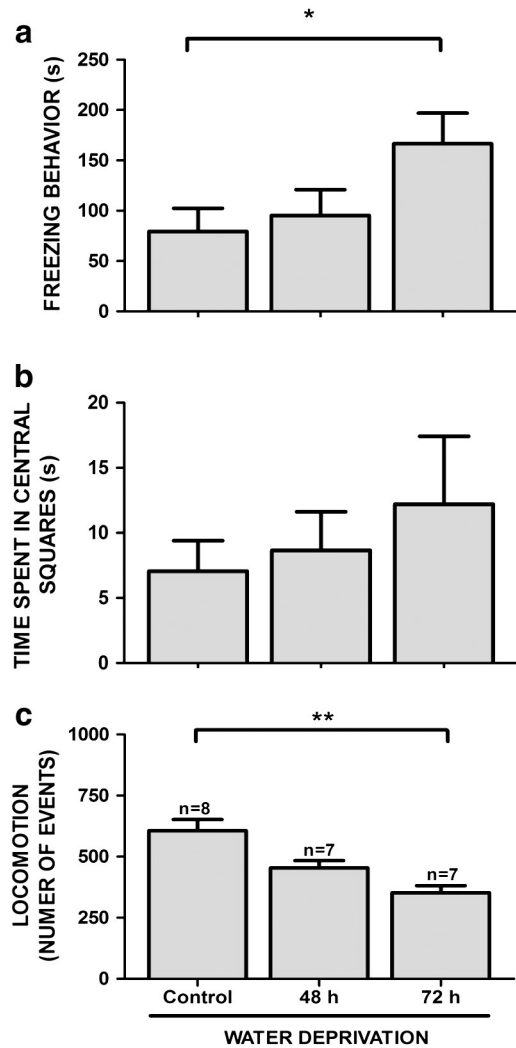 a
*
FREEZING BEHAVIOR (s)
250
200
150
100
50
0
b
TIME SPENT IN CENTRAL
SQUARES (s)
20
15
10
5
0
c
**
LOCOMOTION
(NUMER OF EVENTS)
1000
750
500
250
0
n=8
n=7
n=7
Control 48 h 72 h
WATER DEPRIVATION